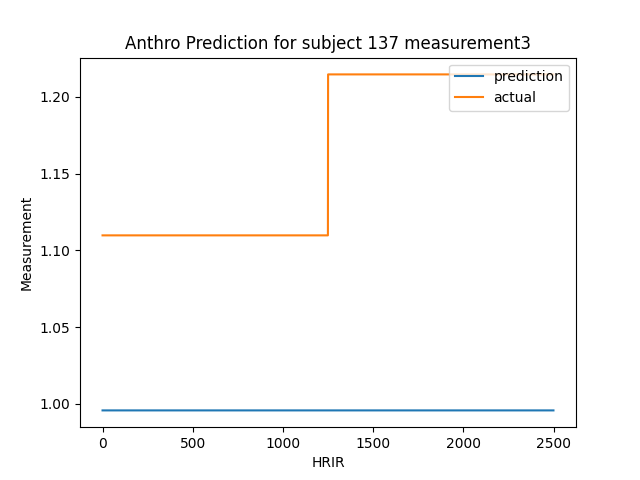 Anthro Prediction for subject 137 measurement3
prediction
actual
1.20
1.15
1.10
1.05
1.00
Measurement
0 500 1000 1500 2000 2500
HRIR